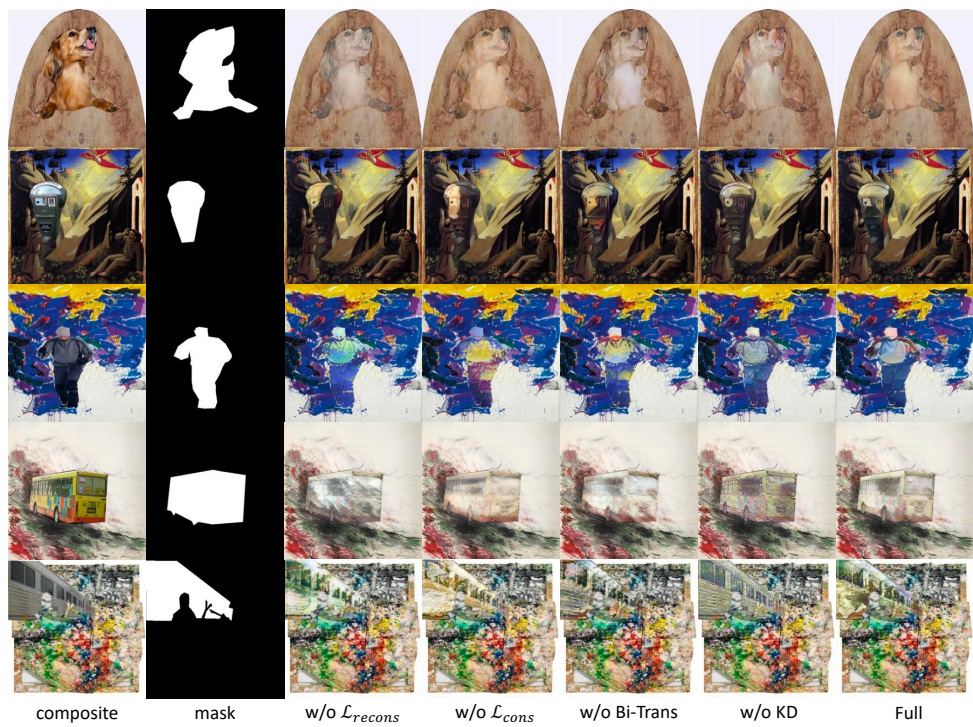 composite mask w/o ℒ_recons w/o ℒ_cons w/o Bi-Trans w/o KD Full